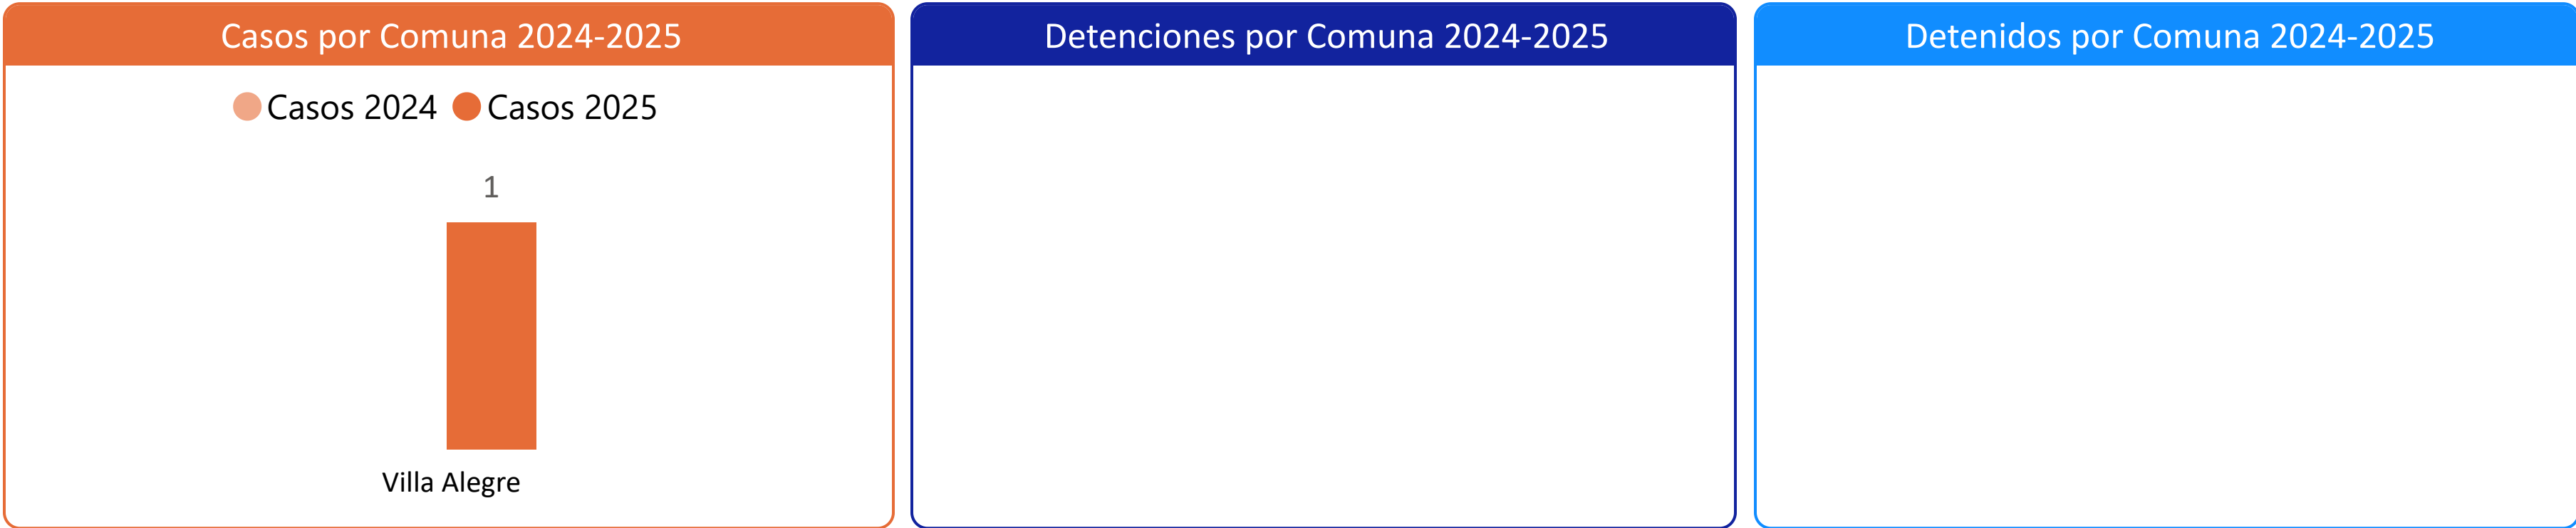 Casos por Comuna 2024-2025
Casos 2024 Casos 2025
1
Villa Alegre
Detenciones por Comuna 2024-2025
Detenidos por Comuna 2024-2025